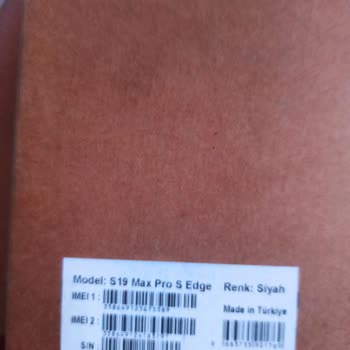 Model: S19 Max Pro S Edge Renk: Siyah
IMEI 1 :
Made in Türkiye
IMEI 2 :
S/N :